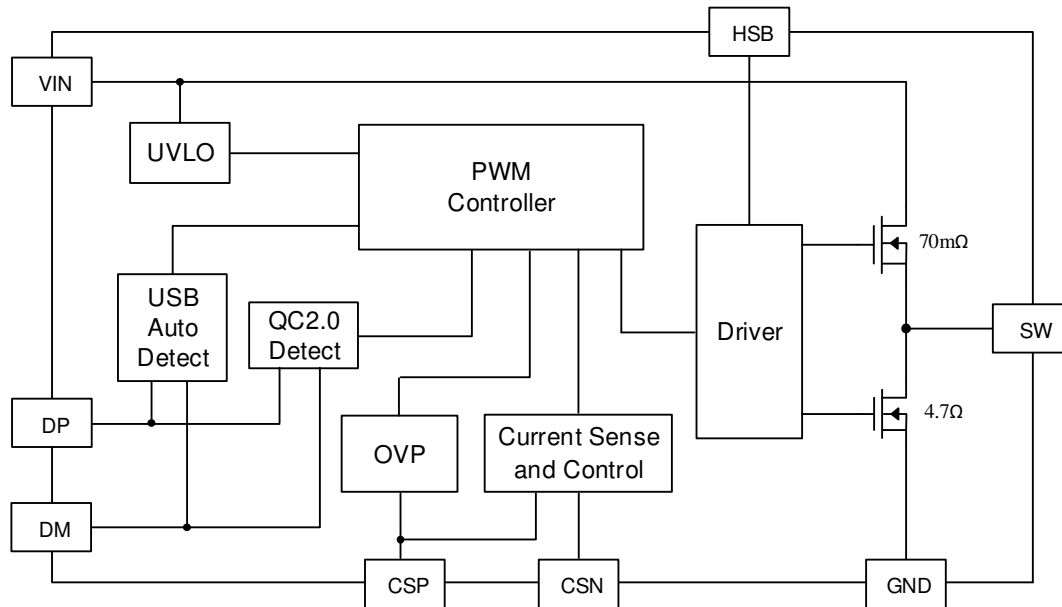 HSB
VIN
UVLO
PWM
Controller
70mΩ
USB
Auto
Detect
QC2.0
Detect
Driver
SW
DP
OVP
Current Sense
and Control
4.7Ω
DM
CSP
CSN
GND